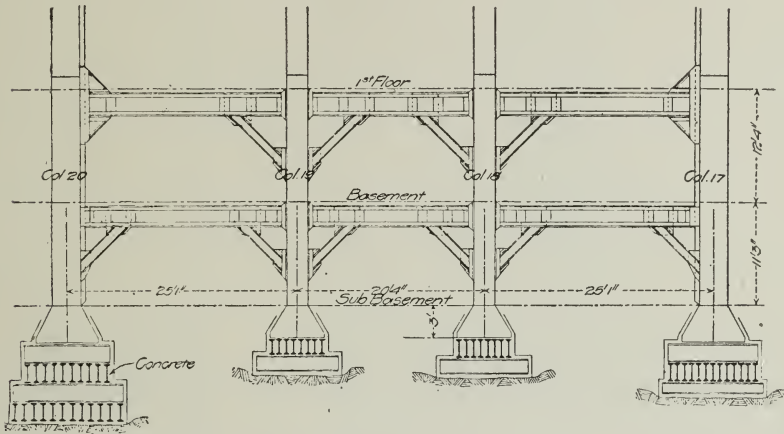 1st Floor
12'4"
Col. 20
Col. 19
Col. 18
Col. 17
Basement
11'3"
25'1"
20'4"
25'1"
Sub Basement
3'
Concrete